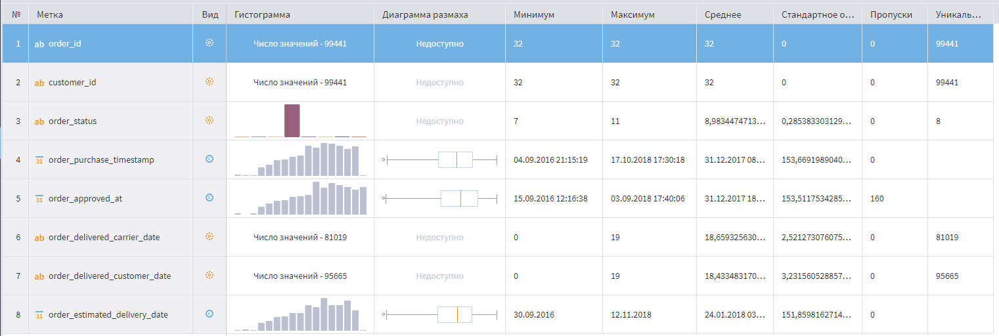 № Метка Вид Гистограмма Диаграмма размаха Минимум Максимум Среднее Стандартное о... Пропуски Уникаль...
1 ab order_id Число значений - 99441 Недоступно 32 32 32 0 0 99441
2 ab customer_id Число значений - 99441 Недоступно 32 32 32 0 0 99441
3 ab order_status Недоступно 7 11 8,9834474713... 0,285383303129... 0 8
4 31 order_purchase_timestamp 04.09.2016 21:15:19 17.10.2018 17:30:18 31.12.2017 08... 153,6691989040... 0
5 31 order_approved_at 15.09.2016 12:16:38 03.09.2018 17:40:06 31.12.2017 18... 153,5117534285... 160
6 ab order_delivered_carrier_date Число значений - 81019 Недоступно 0 19 18,659325630... 2,521273076075... 0 81019
7 ab order_delivered_customer_date Число значений - 95665 Недоступно 0 19 18,433483170... 3,231560528857... 0 95665
8 31 order_estimated_delivery_date 30.09.2016 12.11.2018 24.01.2018 03... 151,8598162714... 0